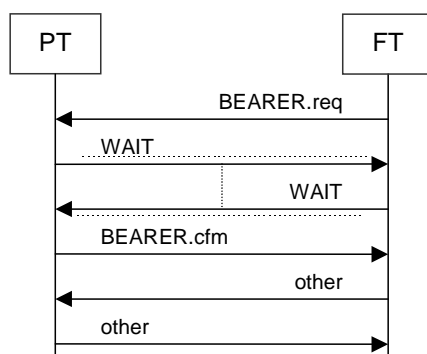 PT
FT
BEARER.req
WAIT
WAIT
BEARER.cfm
other
other